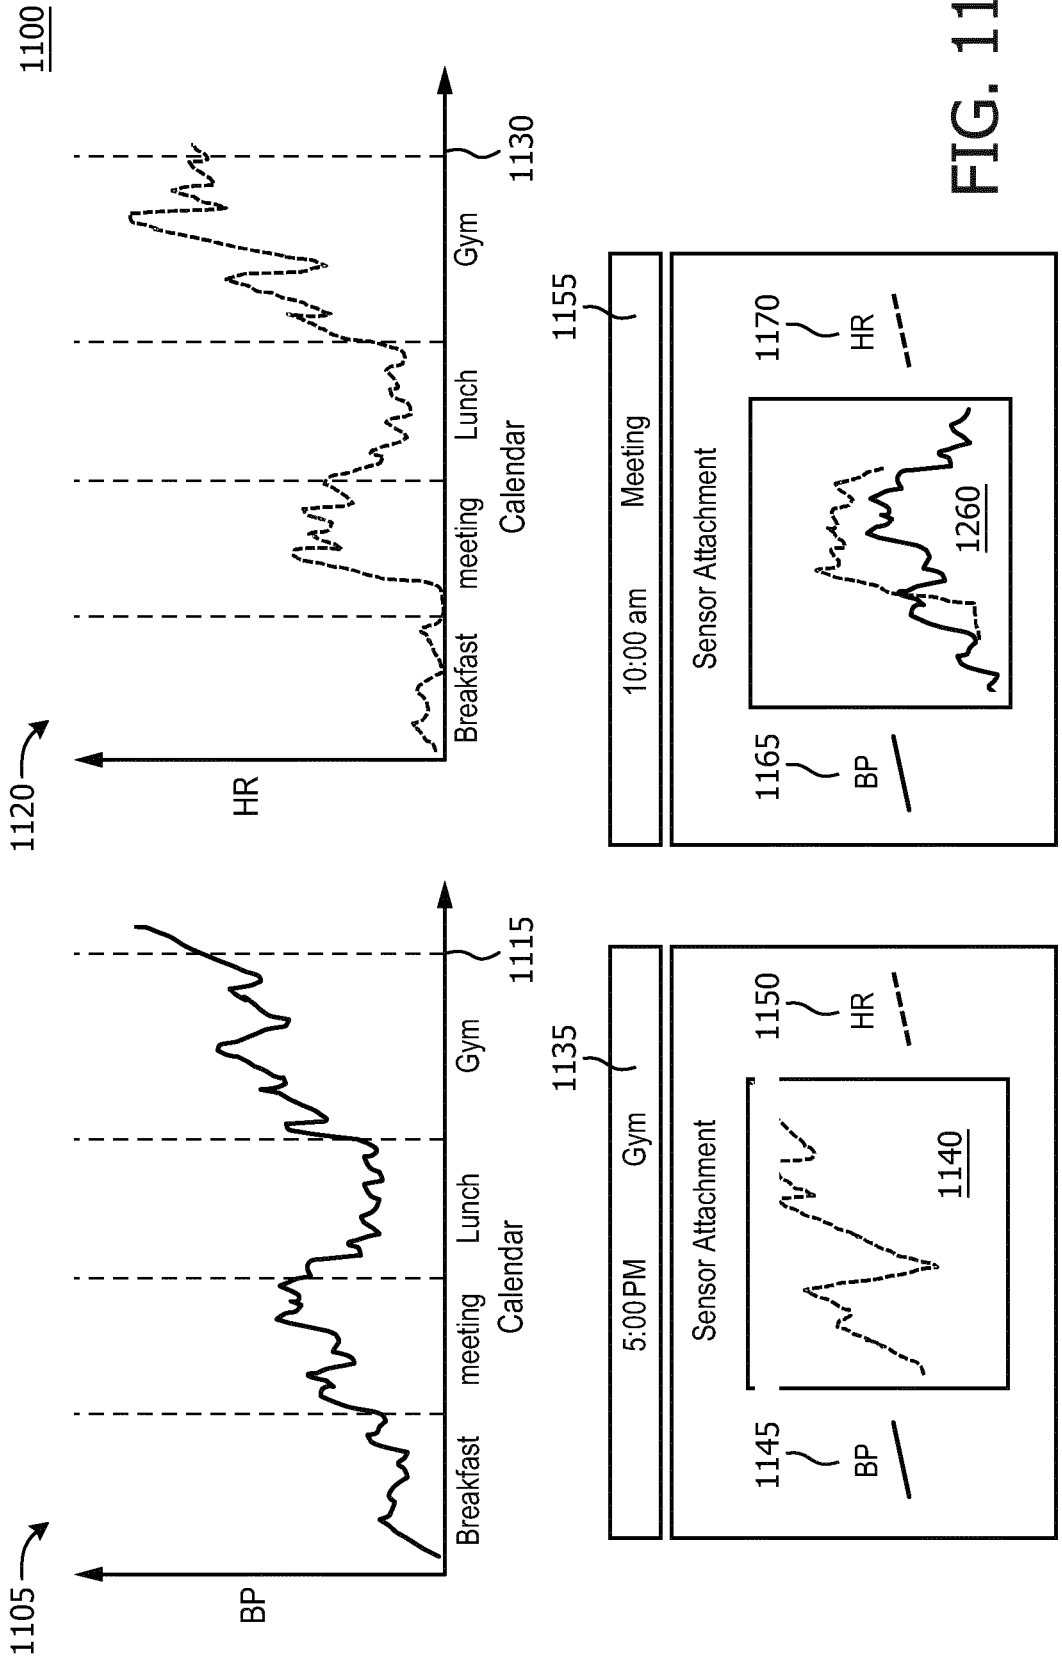 1100
1105
BP
Breakfast meeting Lunch Gym
Calendar
1115
1120
HR
Breakfast meeting Lunch Gym
Calendar
1130
1135
5:00PM Gym
Sensor Attachment
1145
BP
1140
1150
HR
1155
10:00 am Meeting
Sensor Attachment
1165
BP
1260
1170
HR
FIG. 11